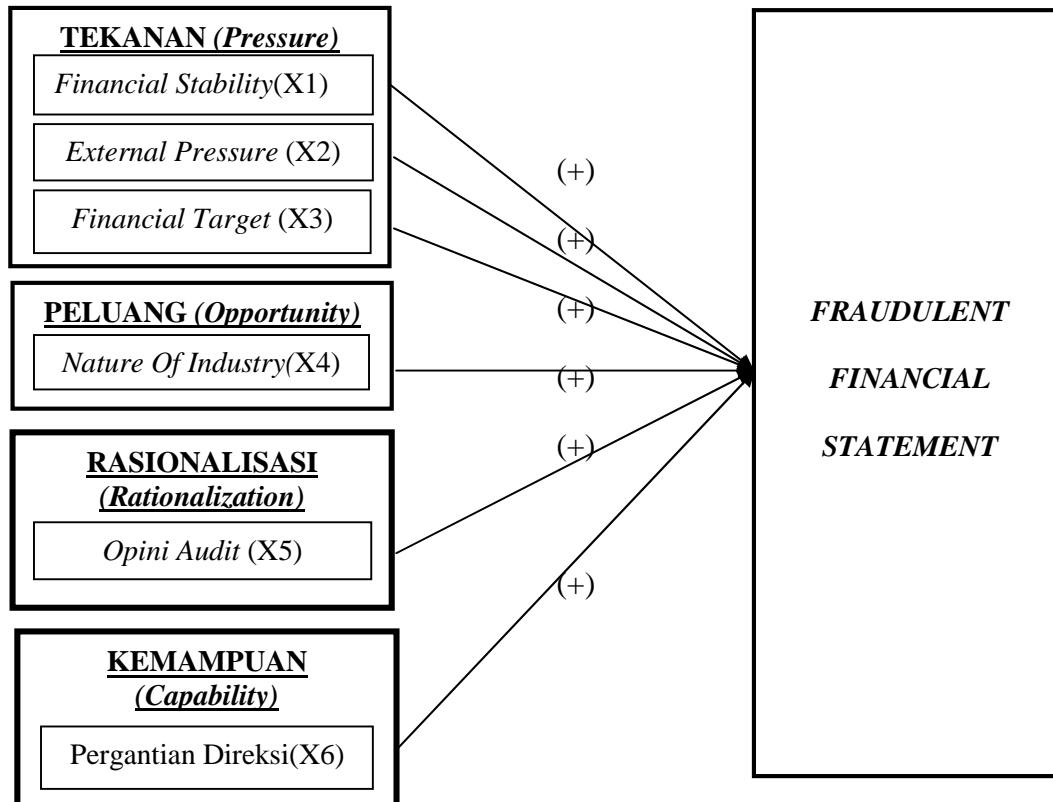 TEKANAN (Pressure)
Financial Stability(X1)
External Pressure (X2)
Financial Target (X3)
PELUANG (Opportunity)
Nature Of Industry(X4)
RASIONALISASI
(Rationalization)
Opini Audit (X5)
KEMAMPUAN
(Capability)
Pergantian Direksi(X6)
(+)
(+)
(+)
(+)
(+)
(+)
FRAUDULENT
FINANCIAL
STATEMENT